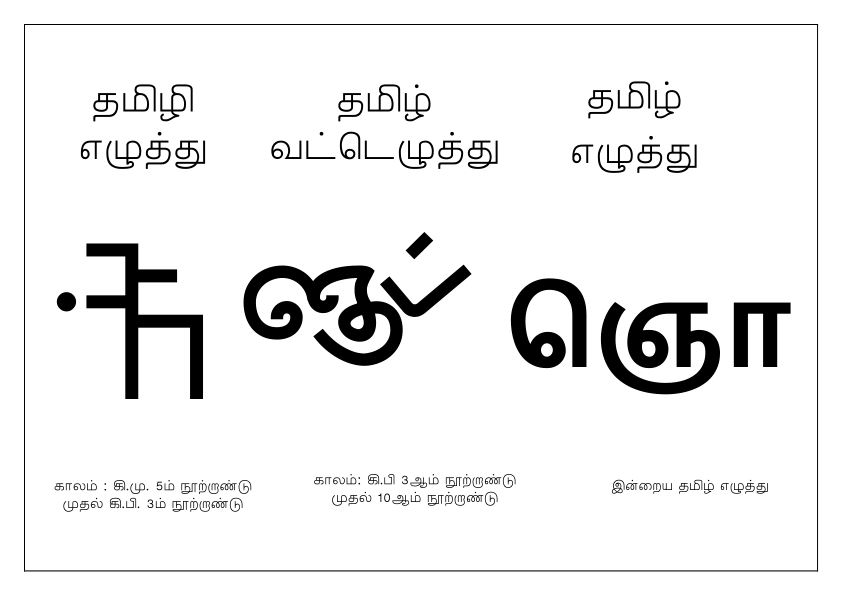 தமிழி
எழுத்து
தமிழ்
வட்டெழுத்து
தமிழ்
எழுத்து
ஞொ
காலம் : கி.மு. 5ம் நூற்றாண்டு
முதல் கி.பி. 3ம் நூற்றாண்டு
காலம்: கி.பி 3ஆம் நூற்றாண்டு
முதல் 10ஆம் நூற்றாண்டு
இன்றைய தமிழ் எழுத்து